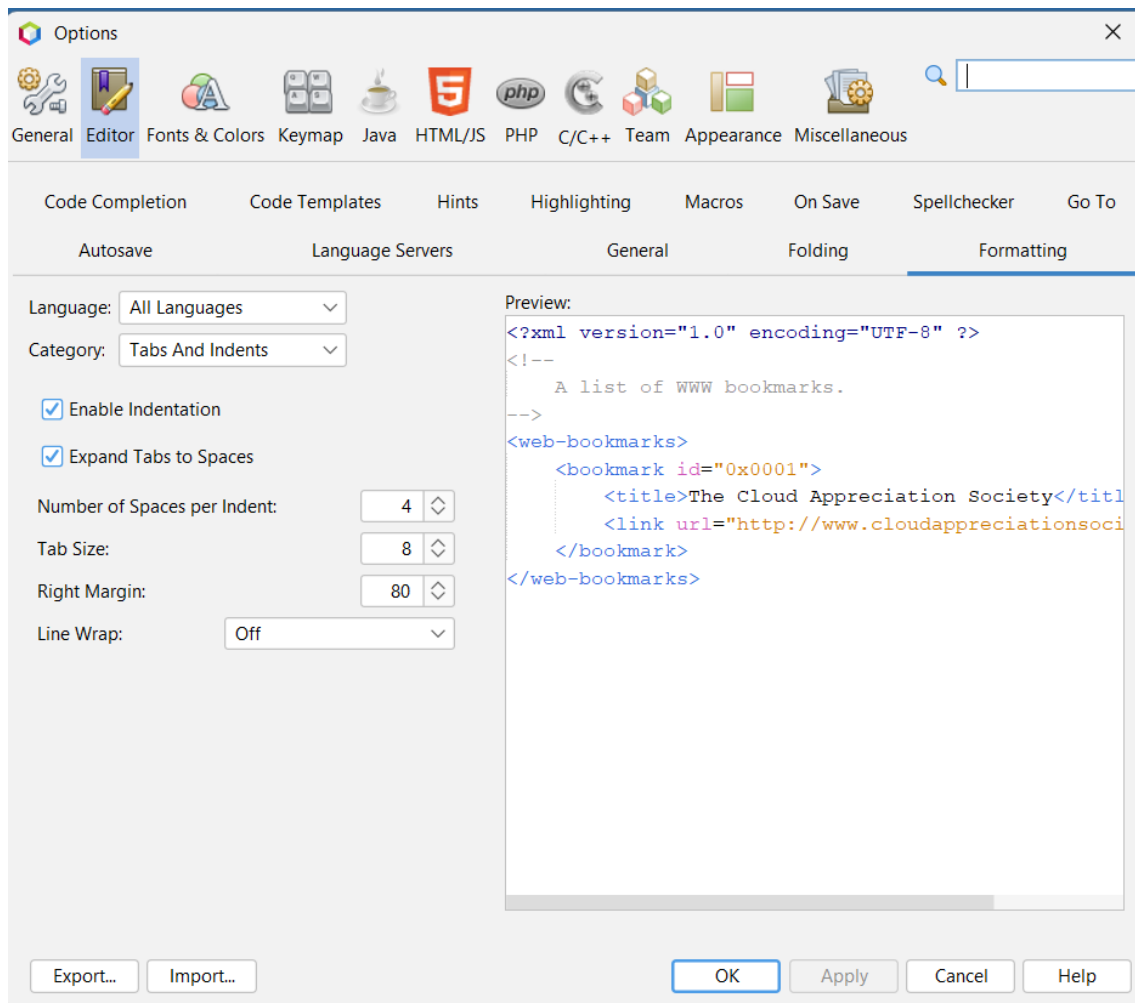 Options
php
General Editor Fonts & Colors Keymap Java HTML/JS PHP C/C++ Team Appearance Miscellaneous
Code Completion Code Templates Hints Highlighting Macros On Save Spellchecker Go To
Autosave Language Servers General Folding Formatting
Language: All Languages
Category: Tabs And Indents
Enable Indentation
Expand Tabs to Spaces
Number of Spaces per Indent: 4
Tab Size: 8
Right Margin: 80
Line Wrap: Off
Preview:
<?xml version="1.0" encoding="UTF-8" ?>
<!--
A list of WWW bookmarks.
-->
<web-bookmarks>
<bookmark id="0x0001">
<title>The Cloud Appreciation Society</titl
<link url="http://www.cloudappreciationsoci
</bookmark>
</web-bookmarks>
Export... Import... OK Apply Cancel Help